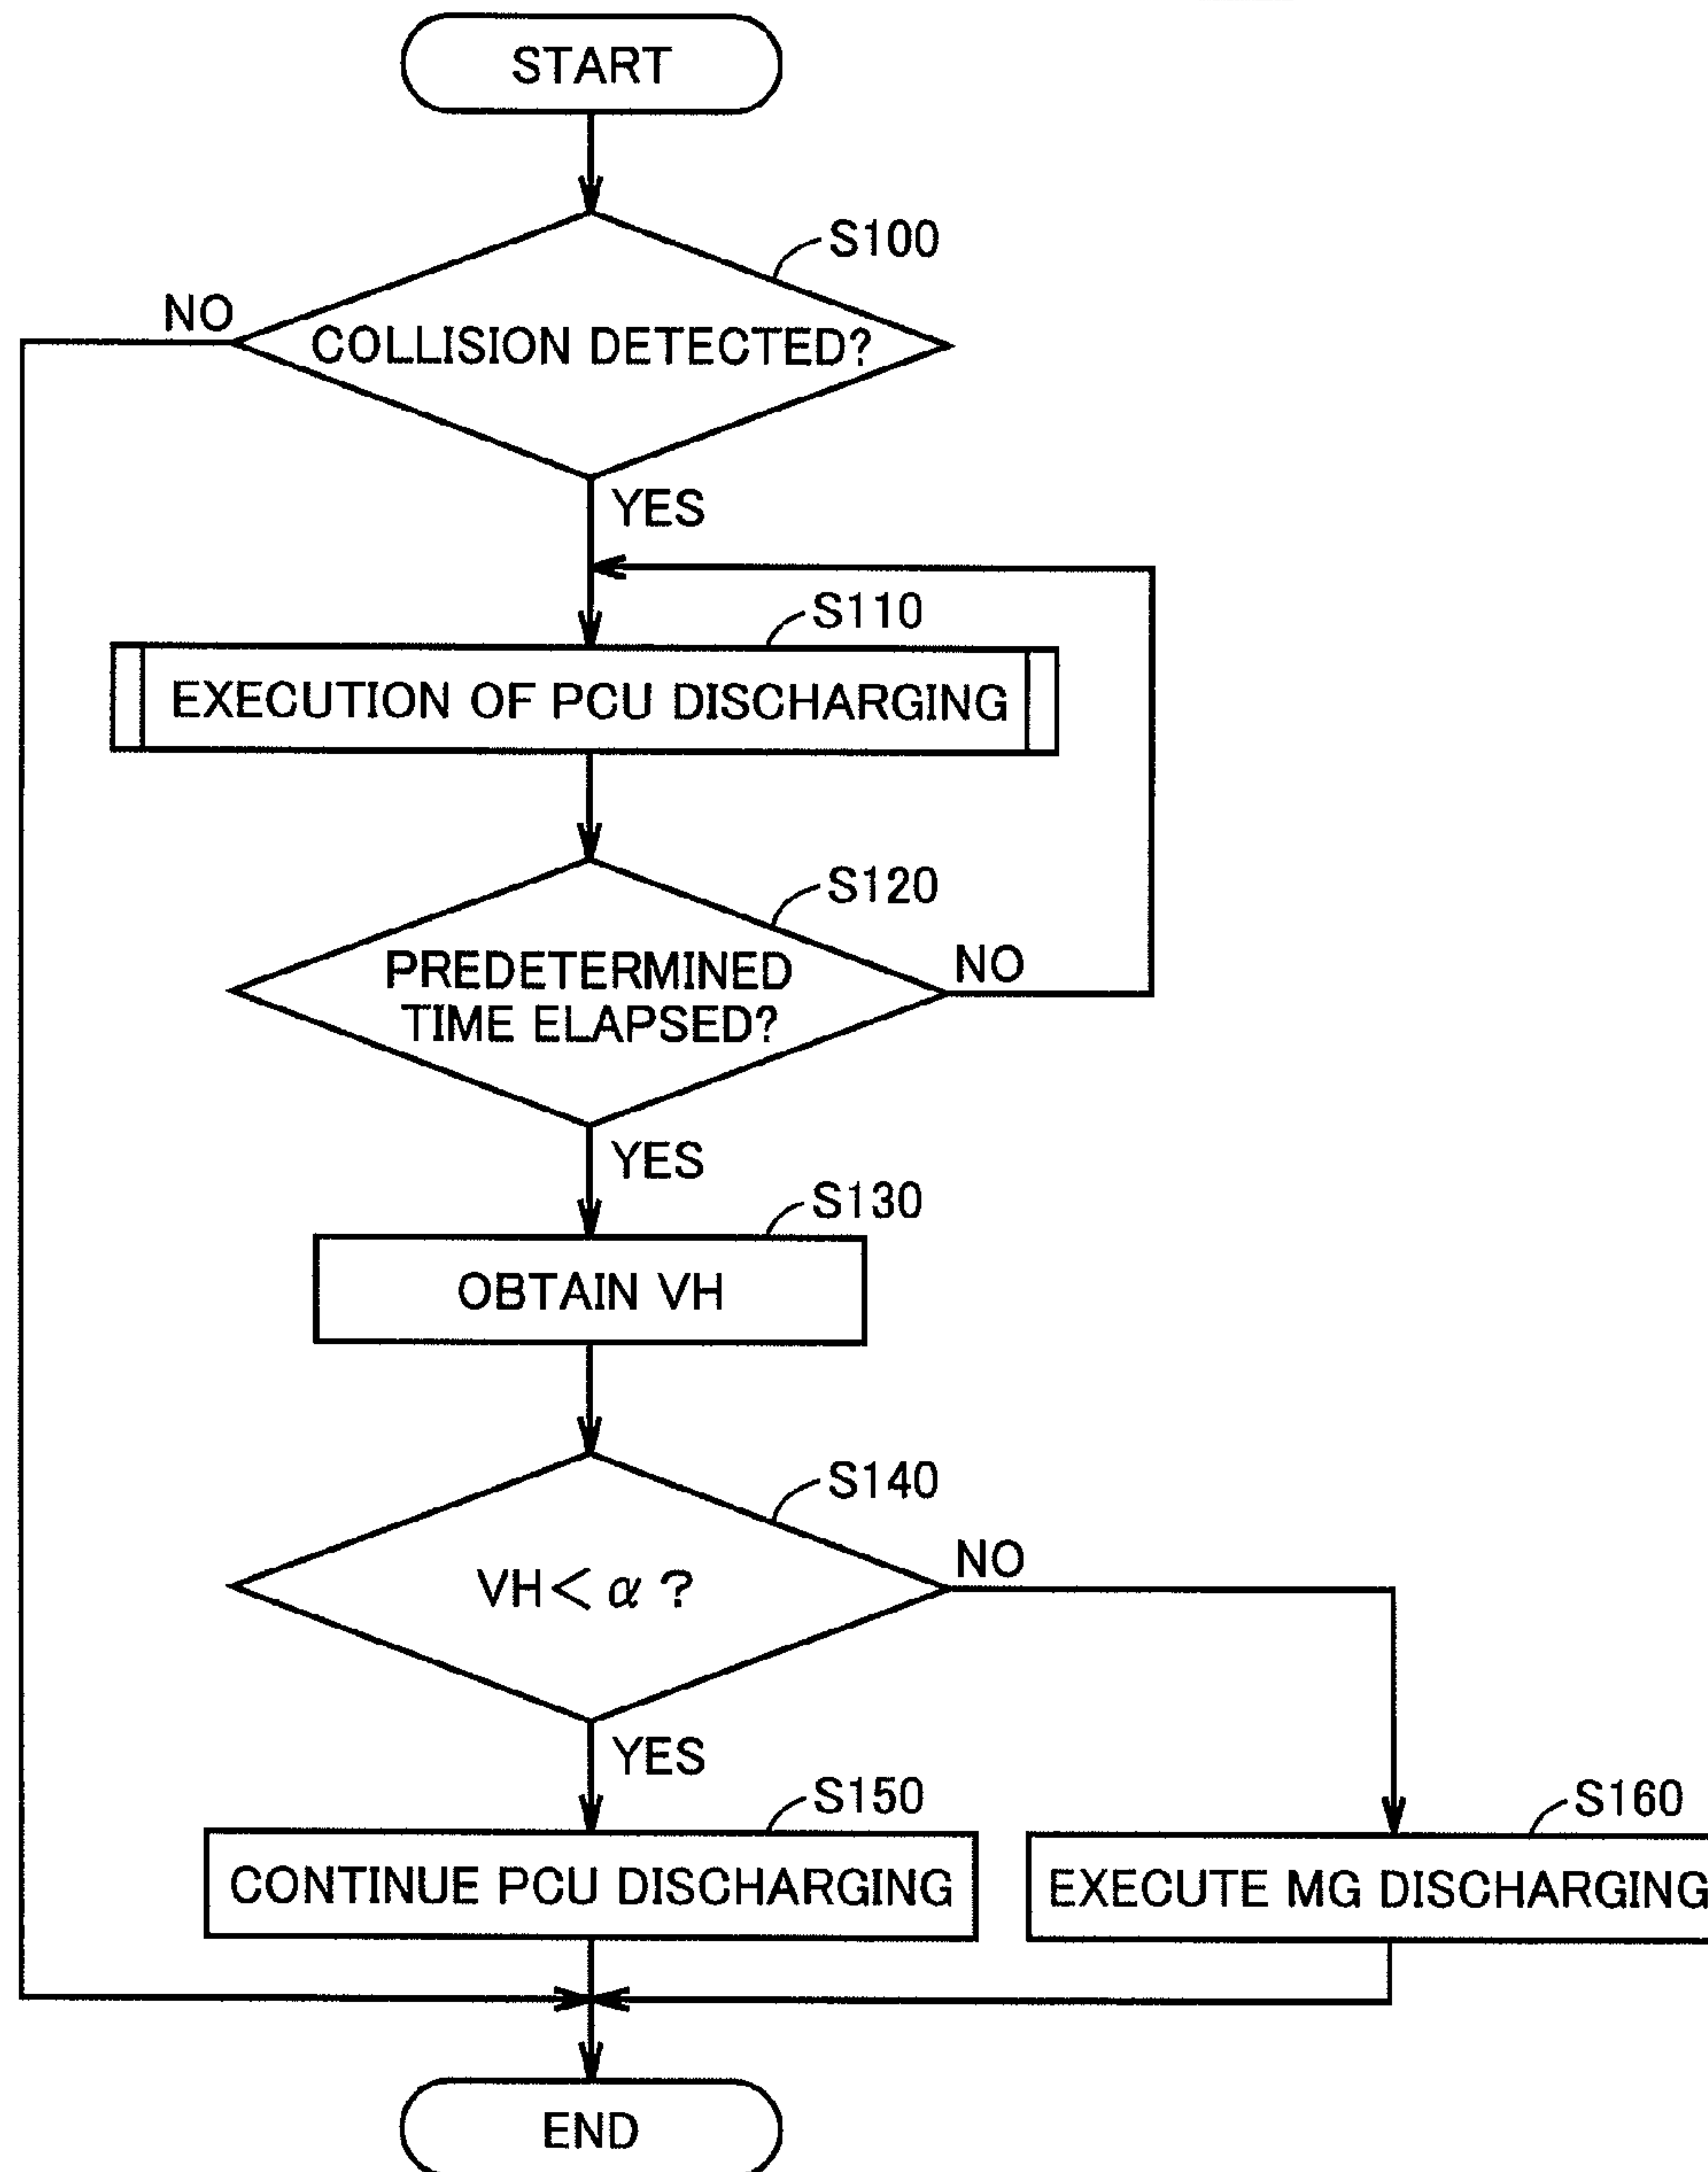 START
S100
NO
COLLISION DETECTED?
YES
S110
EXECUTION OF PCU DISCHARGING
S120
NO
PREDETERMINED
TIME ELAPSED?
YES
S130
OBTAIN VH
S140
NO
VH< α ?
YES
S150
S160
CONTINUE PCU DISCHARGING
EXECUTE MG DISCHARGING
END